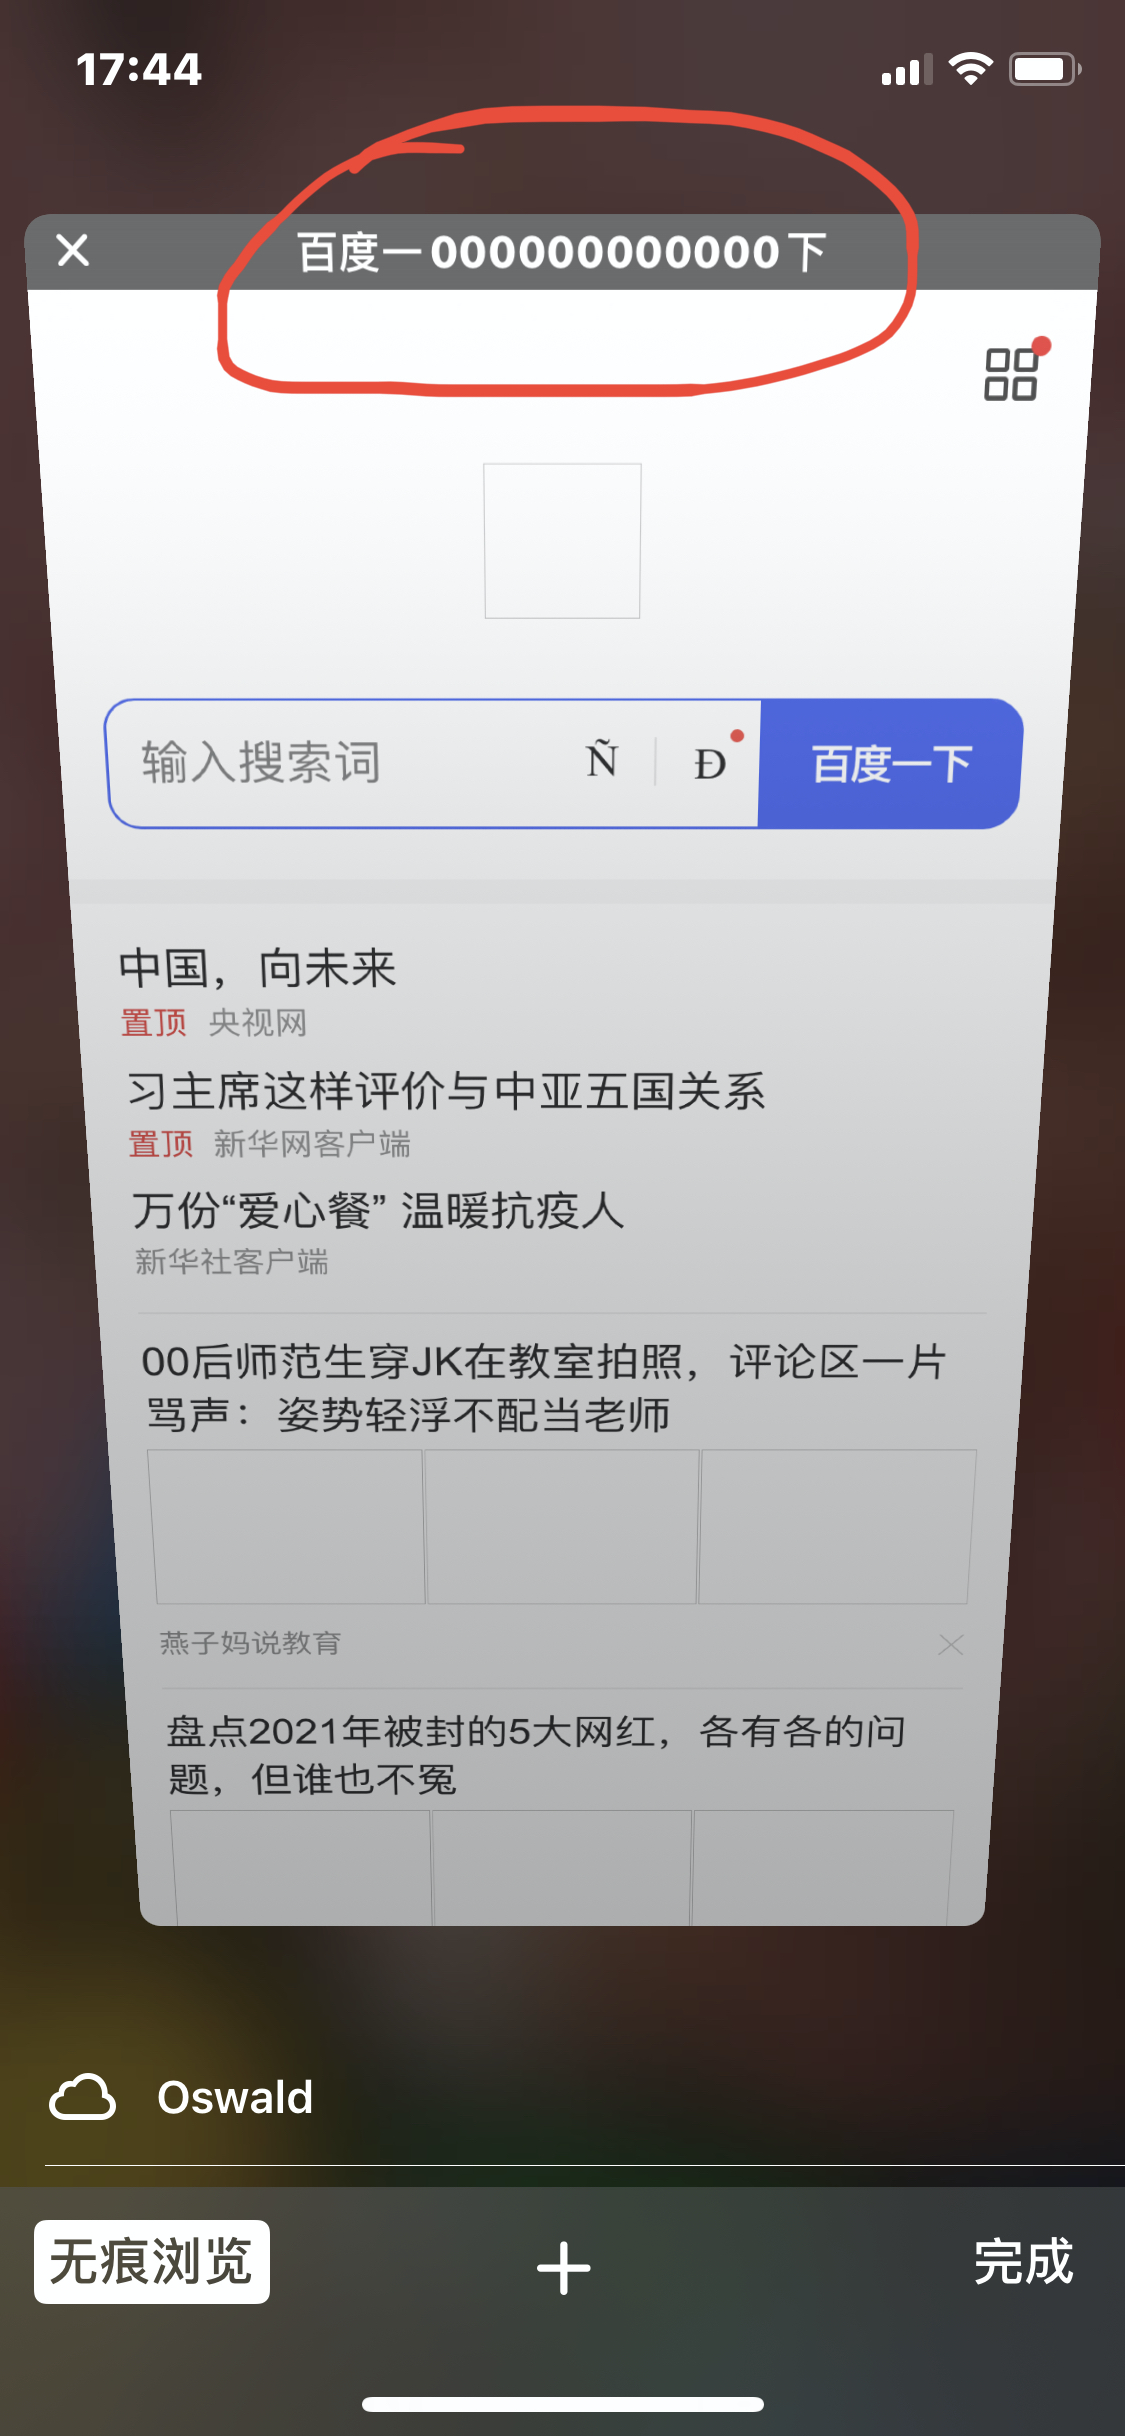 17:44
百度一0000000000000下
输入搜索词 Ñ Đ 百度一下
中国，向未来
置顶 央视网
习主席这样评价与中亚五国关系
置顶 新华网客户端
万份“爱心餐” 温暖抗疫人
新华社客户端
00后师范生穿JK在教室拍照，评论区一片
骂声：姿势轻浮不配当老师
燕子妈说教育
盘点2021年被封的5大网红，各有各的问
题，但谁也不冤
Oswald
无痕浏览 完成